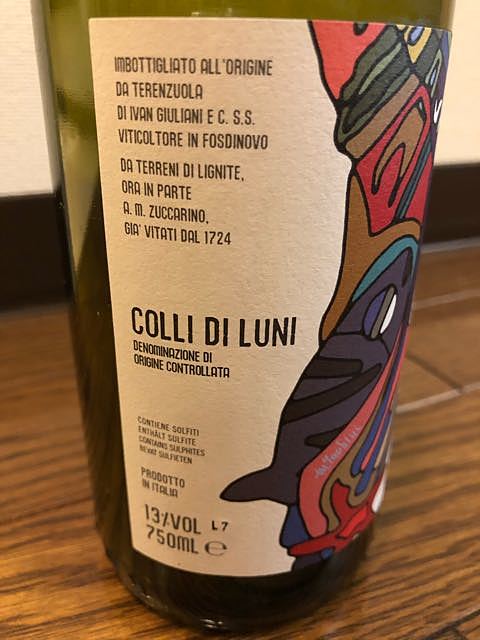 IMBOTTIGLIATO ALL'ORIGINE
DA TERENZUOLA
DI IVAN GIULIANI E C. S.S.
VITICOLTORE IN FOSDINOVO
DA TERRENI DI LIGNITE,
ORA IN PARTE
A. M. ZUCCARINO,
GIA' VITATI DAL 1724
COLLI DI LUNI
DENOMINAZIONE DI
ORIGINE CONTROLLATA
CONTIENE SOLFITI
ENTHÄLT SULFITE
CONTAINS SULPHITES
BEVAT SULFIETEN
PRODOTTO
IN ITALIA
13%VOL L7
750ML ℮